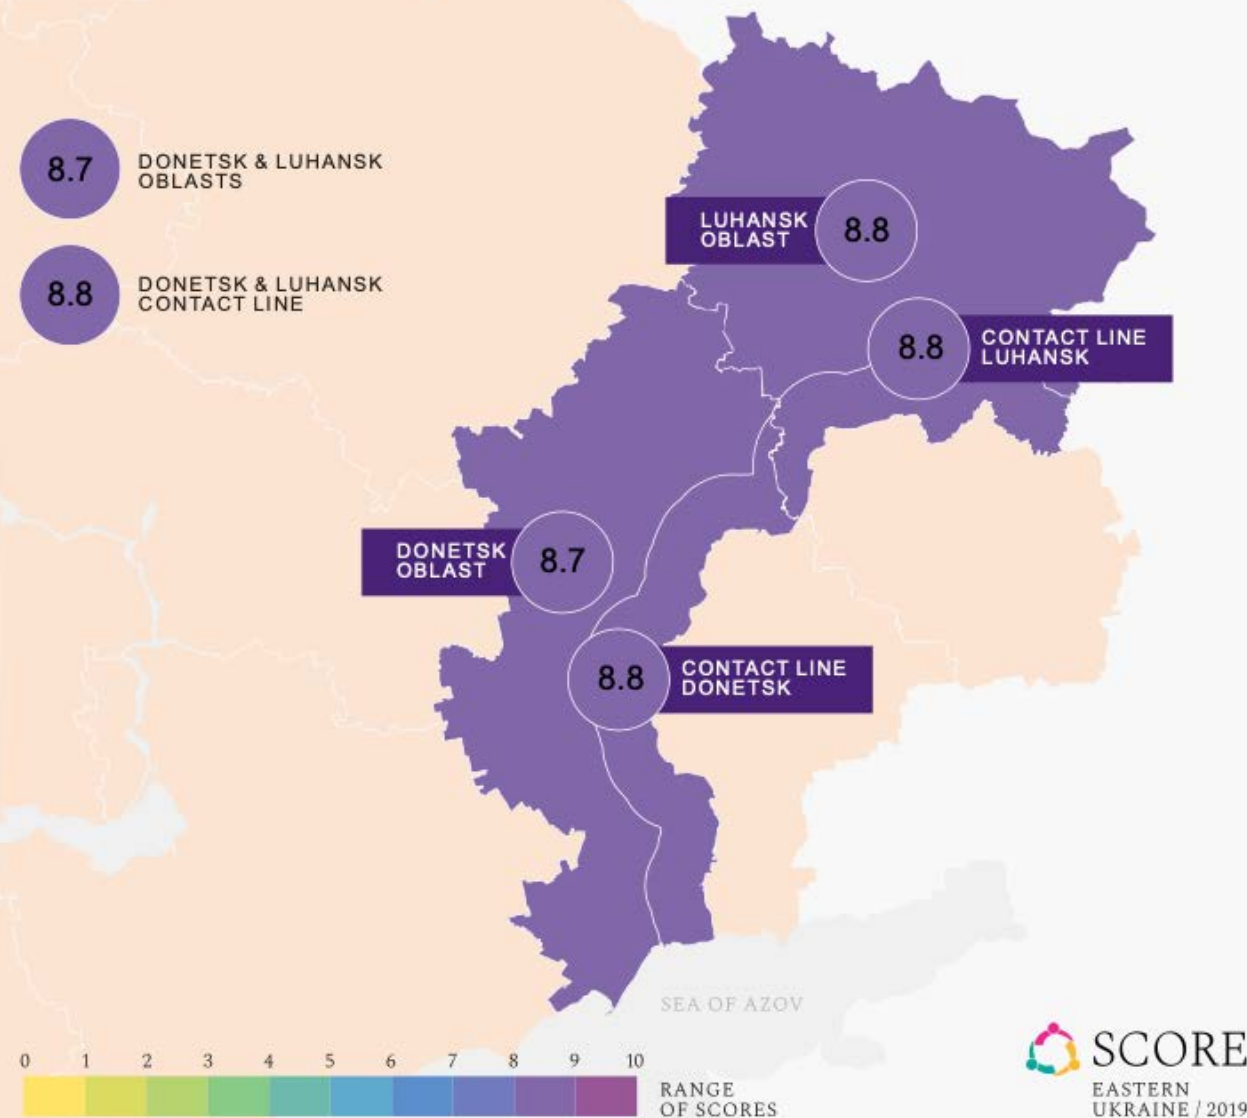 8.7
DONETSK & LUHANSK
OBLASTS
8.8
DONETSK & LUHANSK
CONTACT LINE
LUHANSK
OBLAST
8.8
8.8
CONTACT LINE
LUHANSK
DONETSK
OBLAST
8.7
8.8
CONTACT LINE
DONETSK
SEA OF AZOV
0 1 2 3 4 5 6 7 8 9 10
RANGE
OF SCORES
SCORE
EASTERN
UKRAINE / 2019